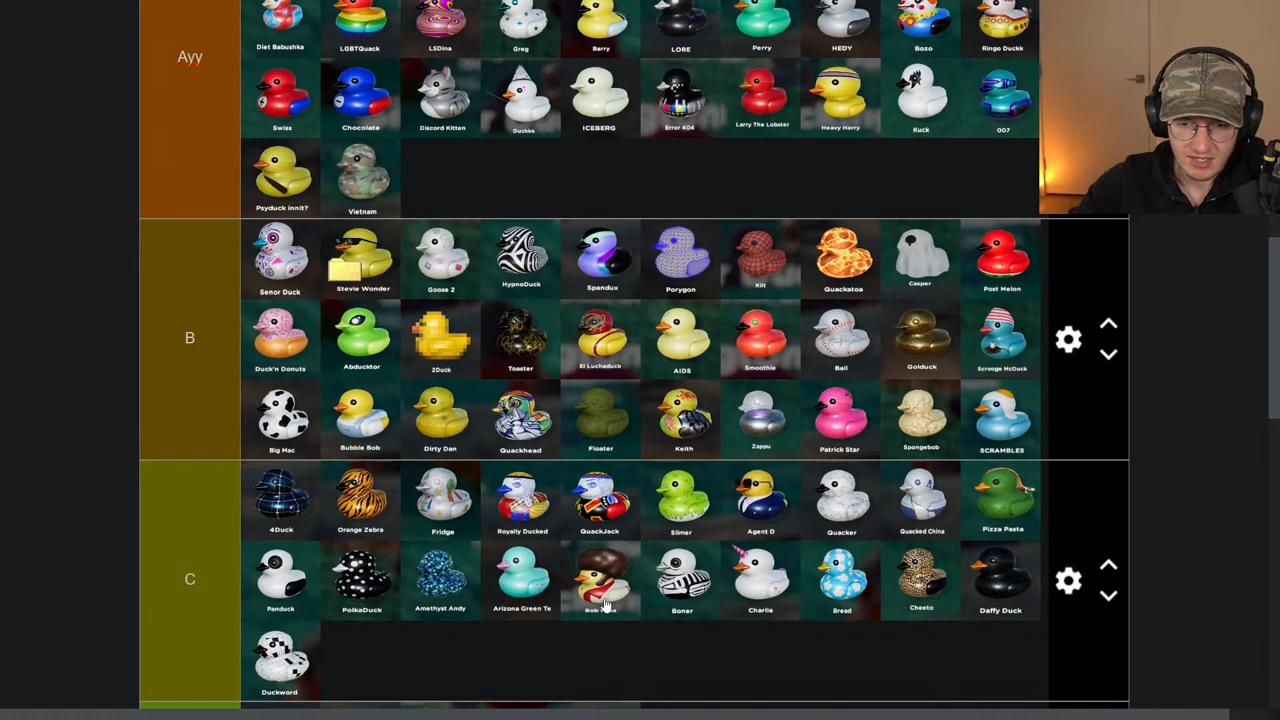 Ayy
Diet Babushka LGBTQuack LSDina Greg Barry LORE Perry HEDY Bozo Ringo Duckk
Swiss Chocolate Discord Kitten Duckkk ICEBERG Error 404 Larry The Lobster Heavy Harry Kuck 007
Psyduck innit? Vietnam
B
Senor Duck Stevie Wonder Goose 2 HypnoDuck Spandux Porygon Kilt Quackatoa Casper Post Melon
Duck'n Donuts Abducktor 2Duck Toaster El Luchaduck AIDS Smoothie Ball Golduck Scrooge McDuck
Big Mac Bubble Bob Dirty Dan Quackhead Floater Keith Zappu Patrick Star Spongebob SCRAMBLES
C
4Duck Orange Zebra Fridge Royally Ducked QuackJack Slimer Agent D Quacker Quacked China Pizza Pasta
Panduck PolkaDuck Amethyst Andy Arizona Green Te Bob Boner Charlie Bread Cheeto Daffy Duck
Duckword